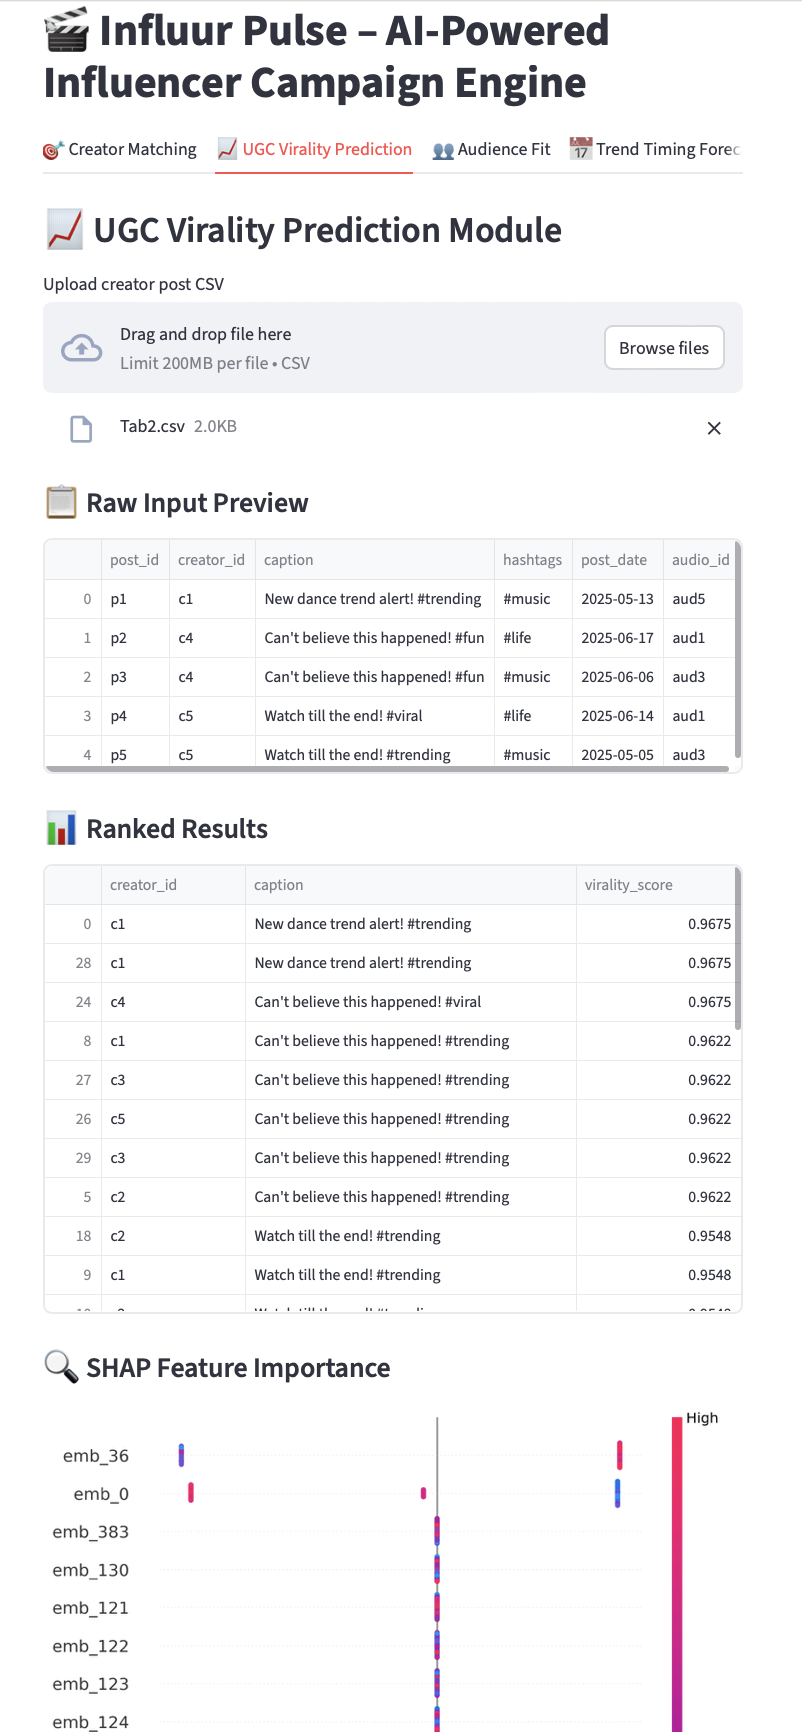 Influur Pulse – AI-Powered
Influencer Campaign Engine
Creator Matching UGC Virality Prediction Audience Fit 17 Trend Timing Forec
UGC Virality Prediction Module
Upload creator post CSV
Drag and drop file here
Limit 200MB per file • CSV
Browse files
Tab2.csv 2.0KB
Raw Input Preview
post_id creator_id caption hashtags post_date audio_id
0 p1 c1 New dance trend alert! #trending #music 2025-05-13 aud5
1 p2 c4 Can't believe this happened! #fun #life 2025-06-17 aud1
2 p3 c4 Can't believe this happened! #fun #music 2025-06-06 aud3
3 p4 c5 Watch till the end! #viral #life 2025-06-14 aud1
4 p5 c5 Watch till the end! #trending #music 2025-05-05 aud3
Ranked Results
creator_id caption virality_score
0 c1 New dance trend alert! #trending 0.9675
28 c1 New dance trend alert! #trending 0.9675
24 c4 Can't believe this happened! #viral 0.9675
8 c1 Can't believe this happened! #trending 0.9622
27 c3 Can't believe this happened! #trending 0.9622
26 c5 Can't believe this happened! #trending 0.9622
29 c3 Can't believe this happened! #trending 0.9622
5 c2 Can't believe this happened! #trending 0.9622
18 c2 Watch till the end! #trending 0.9548
9 c1 Watch till the end! #trending 0.9548
SHAP Feature Importance
High
emb_36
emb_0
emb_383
emb_130
emb_121
emb_122
emb_123
emb_124